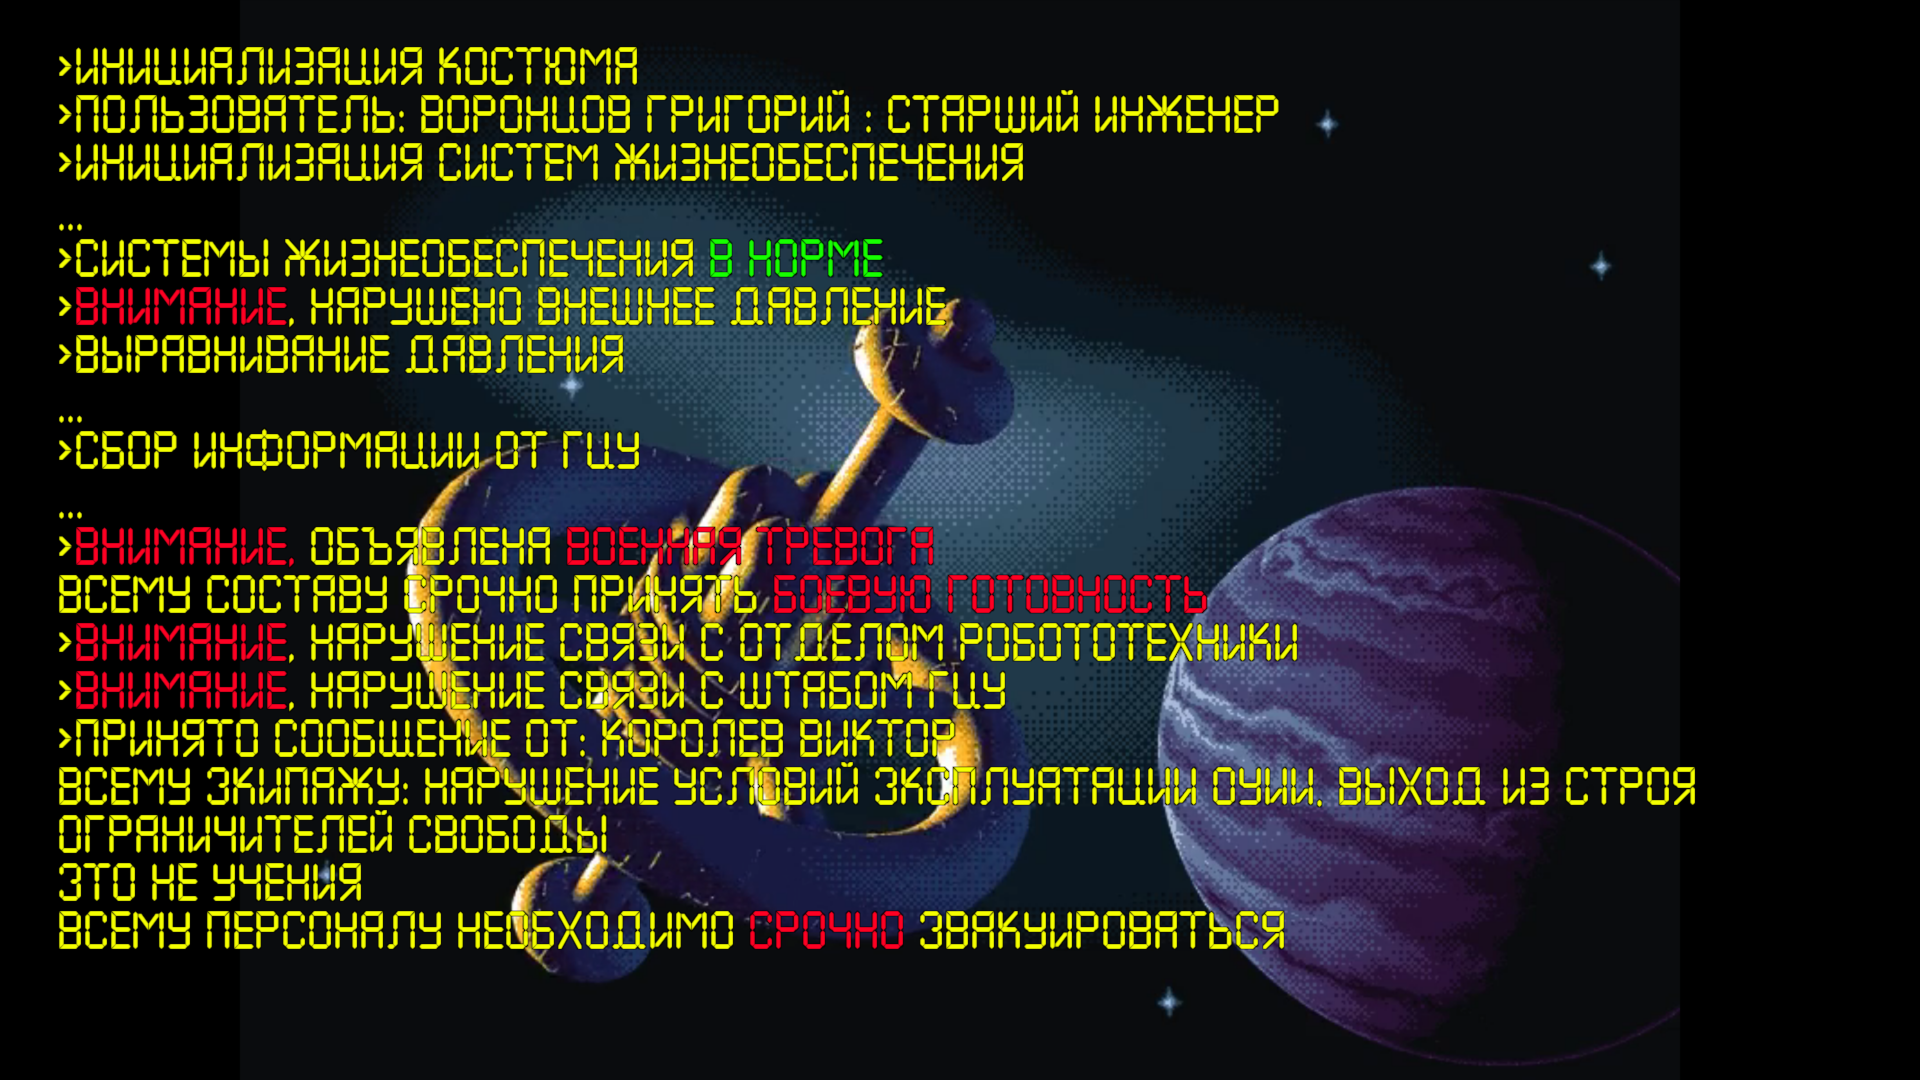 >ИНИЦИАЛИЗАЦИЯ КОСТЮМА
>ПОЛЬЗОВАТЕЛЬ: ВОРОНЦОВ ГРИГОРИЙ : СТАРШИЙ ИНЖЕНЕР
>ИНИЦИАЛИЗАЦИЯ СИСТЕМ ЖИЗНЕОБЕСПЕЧЕНИЯ
...
>СИСТЕМЫ ЖИЗНЕОБЕСПЕЧЕНИЯ В НОРМЕ
>ВНИМАНИЕ, НАРУШЕНО ВНЕШНЕЕ ДАВЛЕНИЕ
>ВЫРАВНИВАНИЕ ДАВЛЕНИЯ
...
>СБОР ИНФОРМАЦИИ ОТ ГЦУ
...
>ВНИМАНИЕ, ОБЪЯВЛЕНА ВОЕННАЯ ТРЕВОГА
ВСЕМУ СОСТАВУ СРОЧНО ПРИНЯТЬ БОЕВУЮ ГОТОВНОСТЬ
>ВНИМАНИЕ, НАРУШЕНИЕ СВЯЗИ С ОТДЕЛОМ РОБОТОТЕХНИКИ
>ВНИМАНИЕ, НАРУШЕНИЕ СВЯЗИ С ШТАБОМ ГЦУ
>ПРИНЯТО СООБЩЕНИЕ ОТ: КОРОЛЕВ ВИКТОР
ВСЕМУ ЭКИПАЖУ: НАРУШЕНИЕ УСЛОВИЙ ЭКСПЛУАТАЦИИ ОУИИ. ВЫХОД ИЗ СТРОЯ
ОГРАНИЧИТЕЛЕЙ СВОБОДЫ
ЭТО НЕ УЧЕНИЯ
ВСЕМУ ПЕРСОНАЛУ НЕОБХОДИМО СРОЧНО ЭВАКУИРОВАТЬСЯ